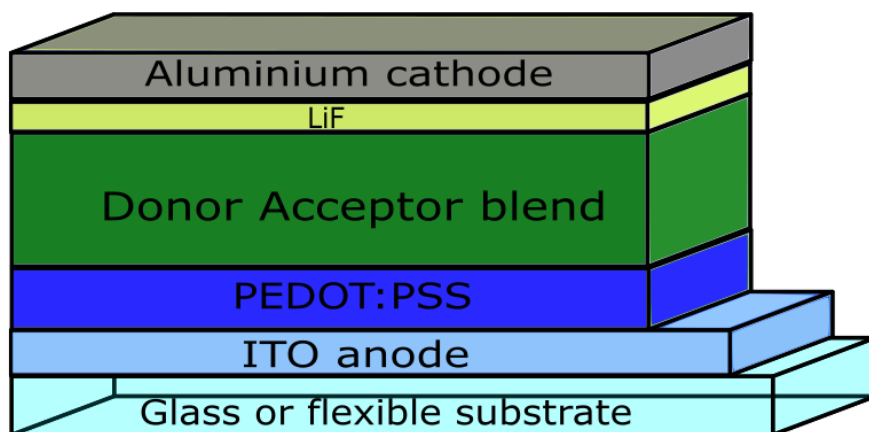 Aluminium cathode
LiF
Donor Acceptor blend
PEDOT:PSS
ITO anode
Glass or flexible substrate